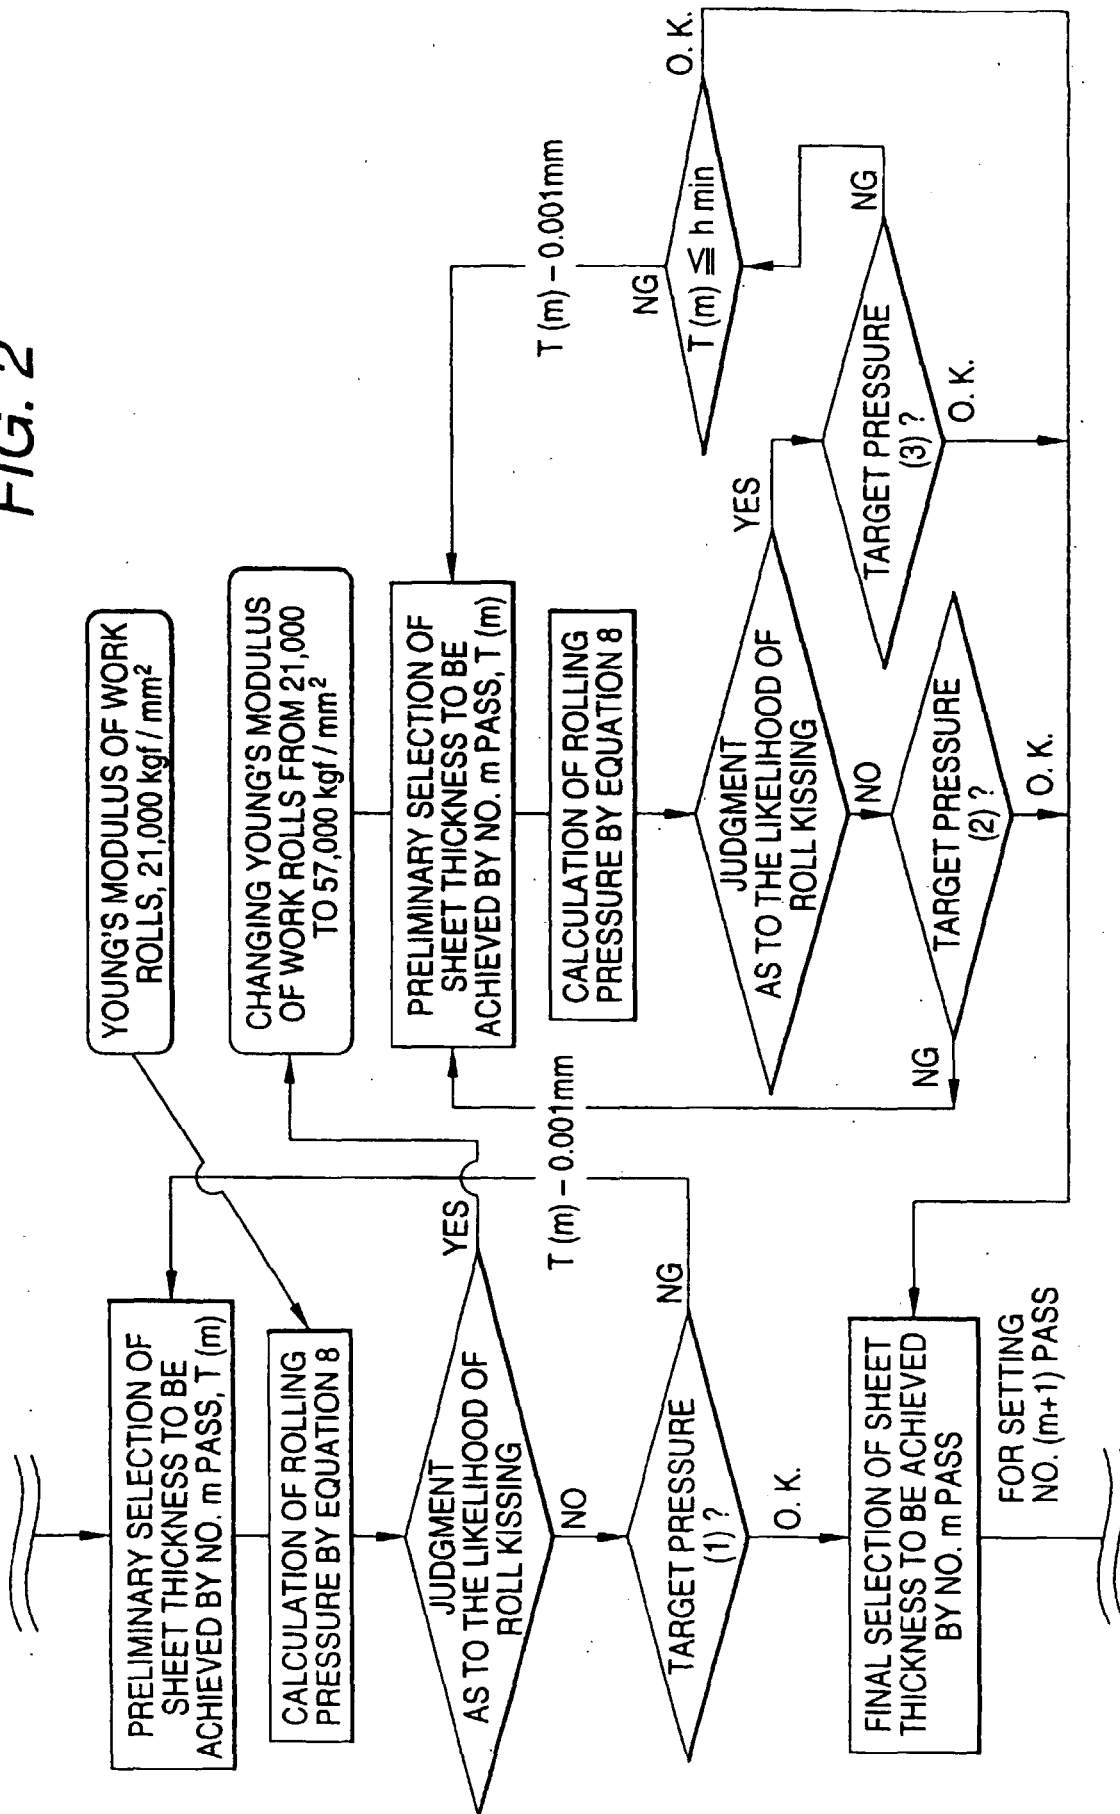 FIG. 2
YOUNG'S MODULUS OF WORK
ROLLS, 21,000 kgf / mm²
PRELIMINARY SELECTION OF
SHEET THICKNESS TO BE
ACHIEVED BY NO. m PASS, T (m)
CALCULATION OF ROLLING
PRESSURE BY EQUATION 8
JUDGMENT
AS TO THE LIKELIHOOD OF
ROLL KISSING
YES
NO
TARGET PRESSURE
(1) ?
NG
T (m) – 0.001mm
O. K.
FINAL SELECTION OF SHEET
THICKNESS TO BE ACHIEVED
BY NO. m PASS
FOR SETTING
NO. (m+1) PASS
CHANGING YOUNG'S MODULUS
OF WORK ROLLS FROM 21,000
TO 57,000 kgf / mm²
PRELIMINARY SELECTION OF
SHEET THICKNESS TO BE
ACHIEVED BY NO. m PASS, T (m)
CALCULATION OF ROLLING
PRESSURE BY EQUATION 8
JUDGMENT
AS TO THE LIKELIHOOD OF
ROLL KISSING
YES
NO
TARGET PRESSURE
(2) ?
NG
O. K.
TARGET PRESSURE
(3) ?
NG
O. K.
T (m) ≦ h min
NG
O. K.
T (m) – 0.001mm